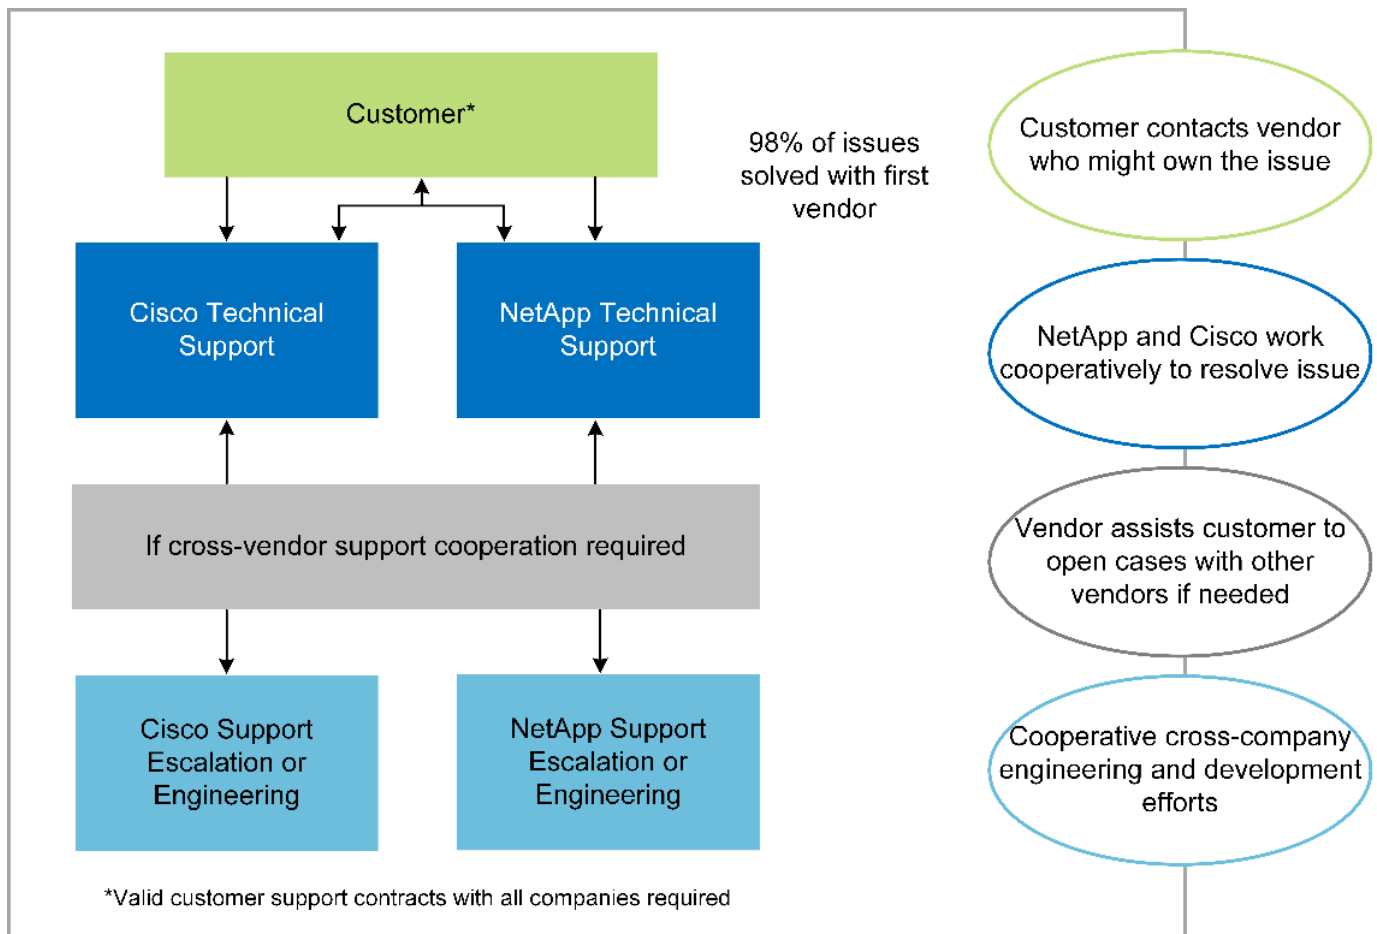 Customer*
98% of issues
solved with first
vendor
Cisco Technical
Support
NetApp Technical
Support
If cross-vendor support cooperation required
Cisco Support
Escalation or
Engineering
NetApp Support
Escalation or
Engineering
*Valid customer support contracts with all companies required
Customer contacts vendor
who might own the issue
NetApp and Cisco work
cooperatively to resolve issue
Vendor assists customer to
open cases with other
vendors if needed
Cooperative cross-company
engineering and development
efforts